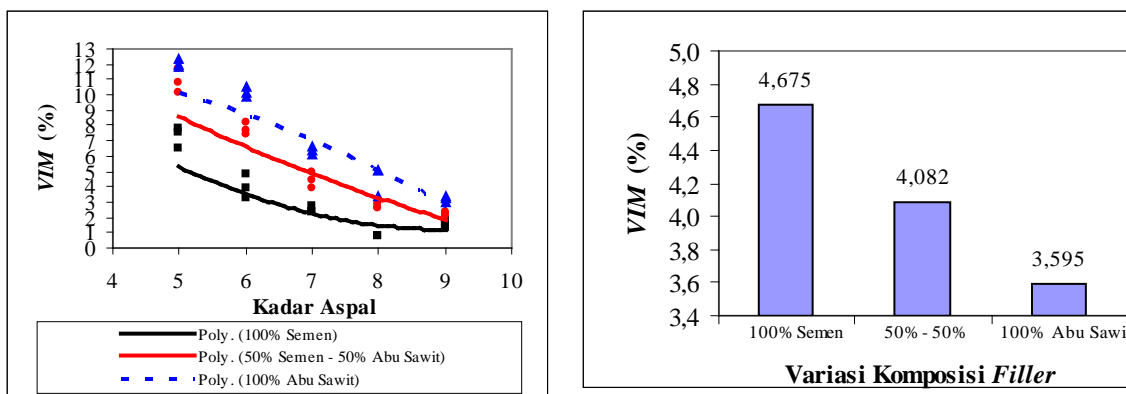 13
12
11
10
9
8
7
6
5
4
3
2
1
0
VIM (%)
4 5 6 7 8 9 10
Kadar Aspal
Poly. (100% Semen)
Poly. (50% Semen - 50% Abu Sawit)
Poly. (100% Abu Sawit)
5,0
4,8
4,6
4,4
4,2
4,0
3,8
3,6
3,4
VIM (%)
4,675
4,082
3,595
100% Semen 50% - 50% 100% Abu Sawit
Variasi Komposisi Filler